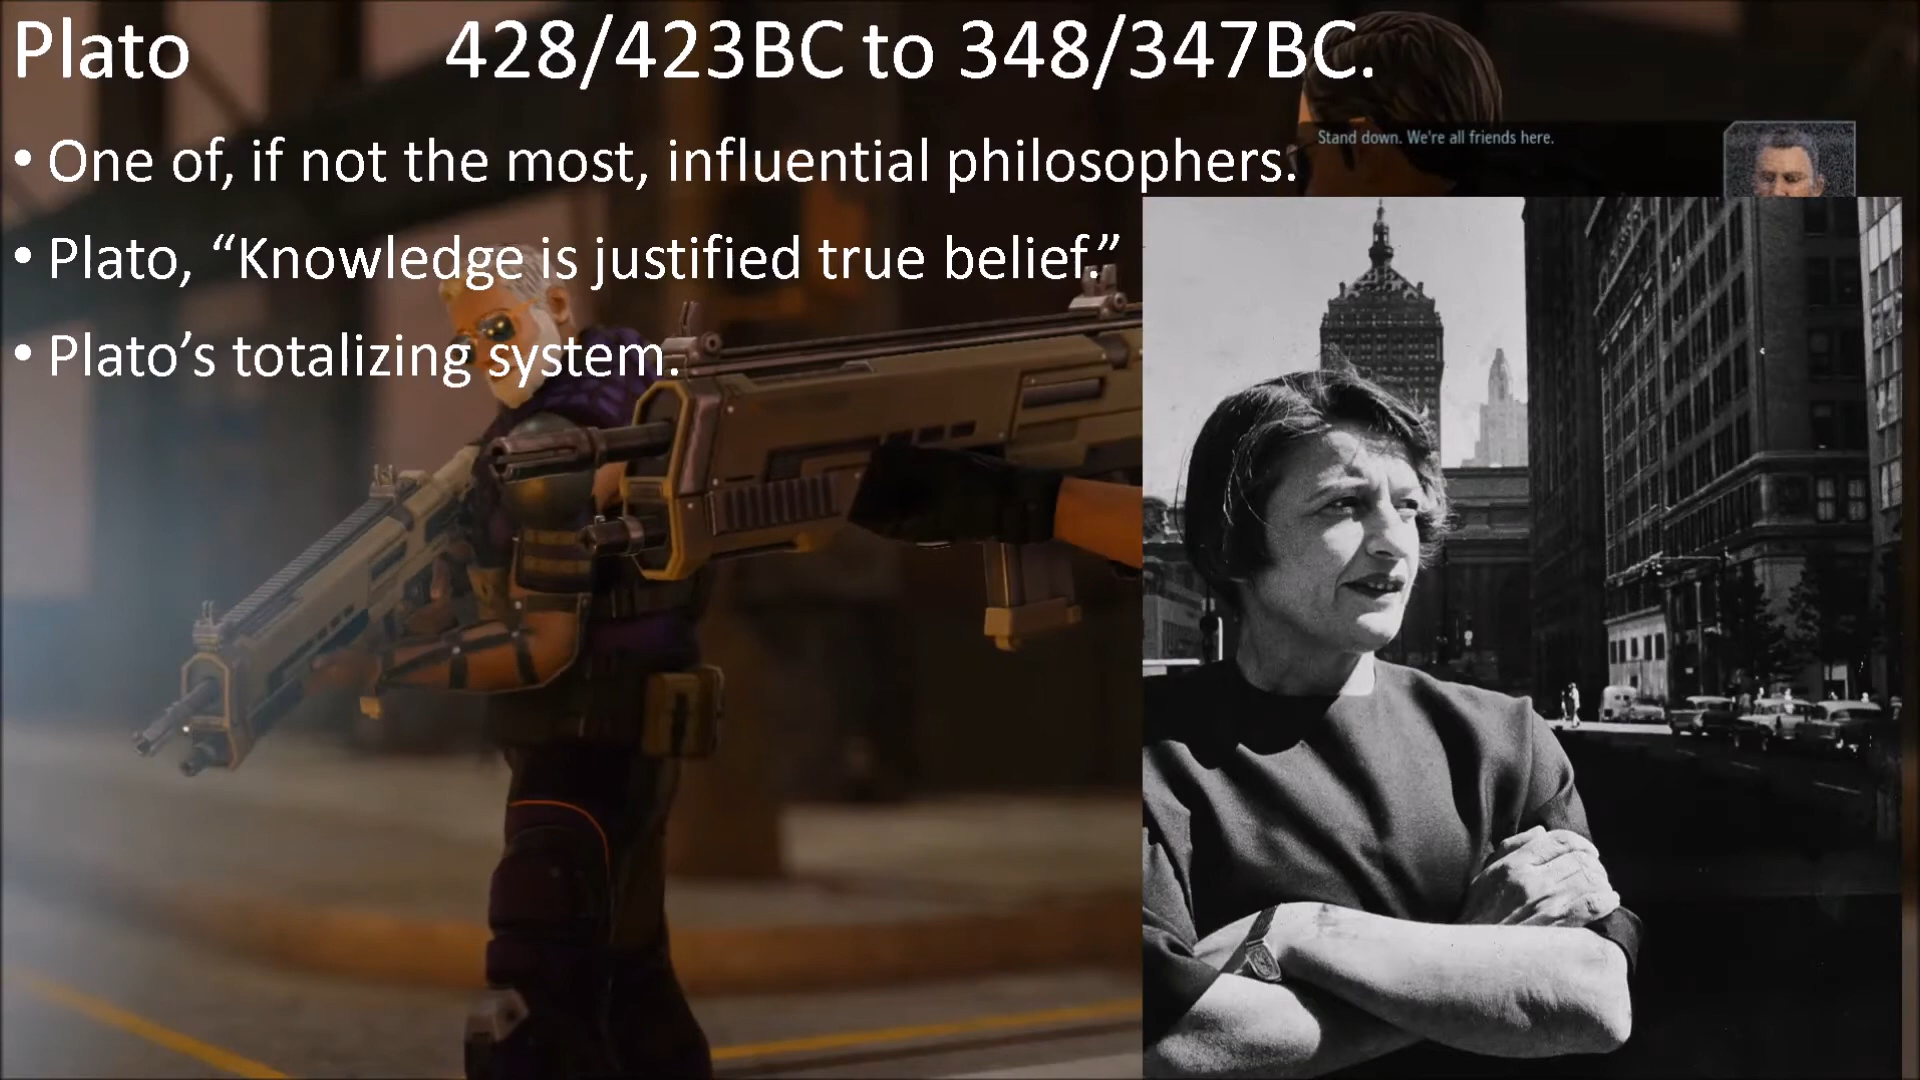 Plato 428/423BC to 348/347BC.
• One of, if not the most, influential philosophers.
Stand down. We're all friends here.
• Plato, “Knowledge is justified true belief.”
• Plato’s totalizing system.